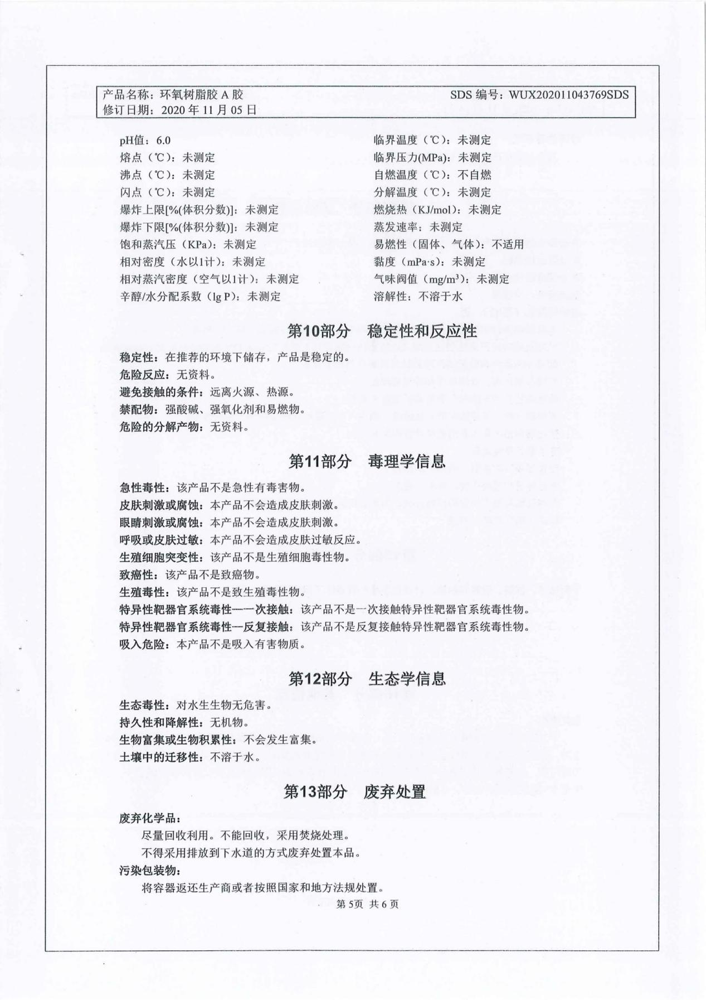 产品名称：环氧树脂胶 A 胶
SDS 编号：WUX202011043769SDS
修订日期：2020 年 11 月 05 日
pH值：6.0
临界温度（℃）：未测定
熔点（℃）：未测定
临界压力(MPa)：未测定
沸点（℃）：未测定
自燃温度（℃）：不自燃
闪点（℃）：未测定
分解温度（℃）：未测定
爆炸上限[%(体积分数)]：未测定
燃烧热（KJ/mol）：未测定
爆炸下限[%(体积分数)]：未测定
蒸发速率：未测定
饱和蒸汽压（KPa）：未测定
易燃性（固体、气体）：不适用
相对密度（水以1计）：未测定
黏度（mPa·s）：未测定
相对蒸汽密度（空气以1计）：未测定
气味阀值（mg/m³）：未测定
辛醇/水分配系数（lg P）：未测定
溶解性：不溶于水
第10部分 稳定性和反应性
稳定性：在推荐的环境下储存，产品是稳定的。
危险反应：无资料。
避免接触的条件：远离火源、热源。
禁配物：强酸碱、强氧化剂和易燃物。
危险的分解产物：无资料。
第11部分 毒理学信息
急性毒性：该产品不是急性有毒害物。
皮肤刺激或腐蚀：本产品不会造成皮肤刺激。
眼睛刺激或腐蚀：本产品不会造成皮肤刺激。
呼吸或皮肤过敏：本产品不会造成皮肤过敏反应。
生殖细胞突变性：该产品不是生殖细胞毒性物。
致癌性：该产品不是致癌物。
生殖毒性：该产品不是致生殖毒性物。
特异性靶器官系统毒性—一次接触：该产品不是一次接触特异性靶器官系统毒性物。
特异性靶器官系统毒性—反复接触：该产品不是反复接触特异性靶器官系统毒性物。
吸入危险：本产品不是吸入有害物质。
第12部分 生态学信息
生态毒性：对水生生物无危害。
持久性和降解性：无机物。
生物富集或生物积累性：不会发生富集。
土壤中的迁移性：不溶于水。
第13部分 废弃处置
废弃化学品：
尽量回收利用。不能回收，采用焚烧处理。
不得采用排放到下水道的方式废弃处置本品。
污染包装物：
将容器返还生产商或者按照国家和地方法规处置。
第 5页 共 6 页